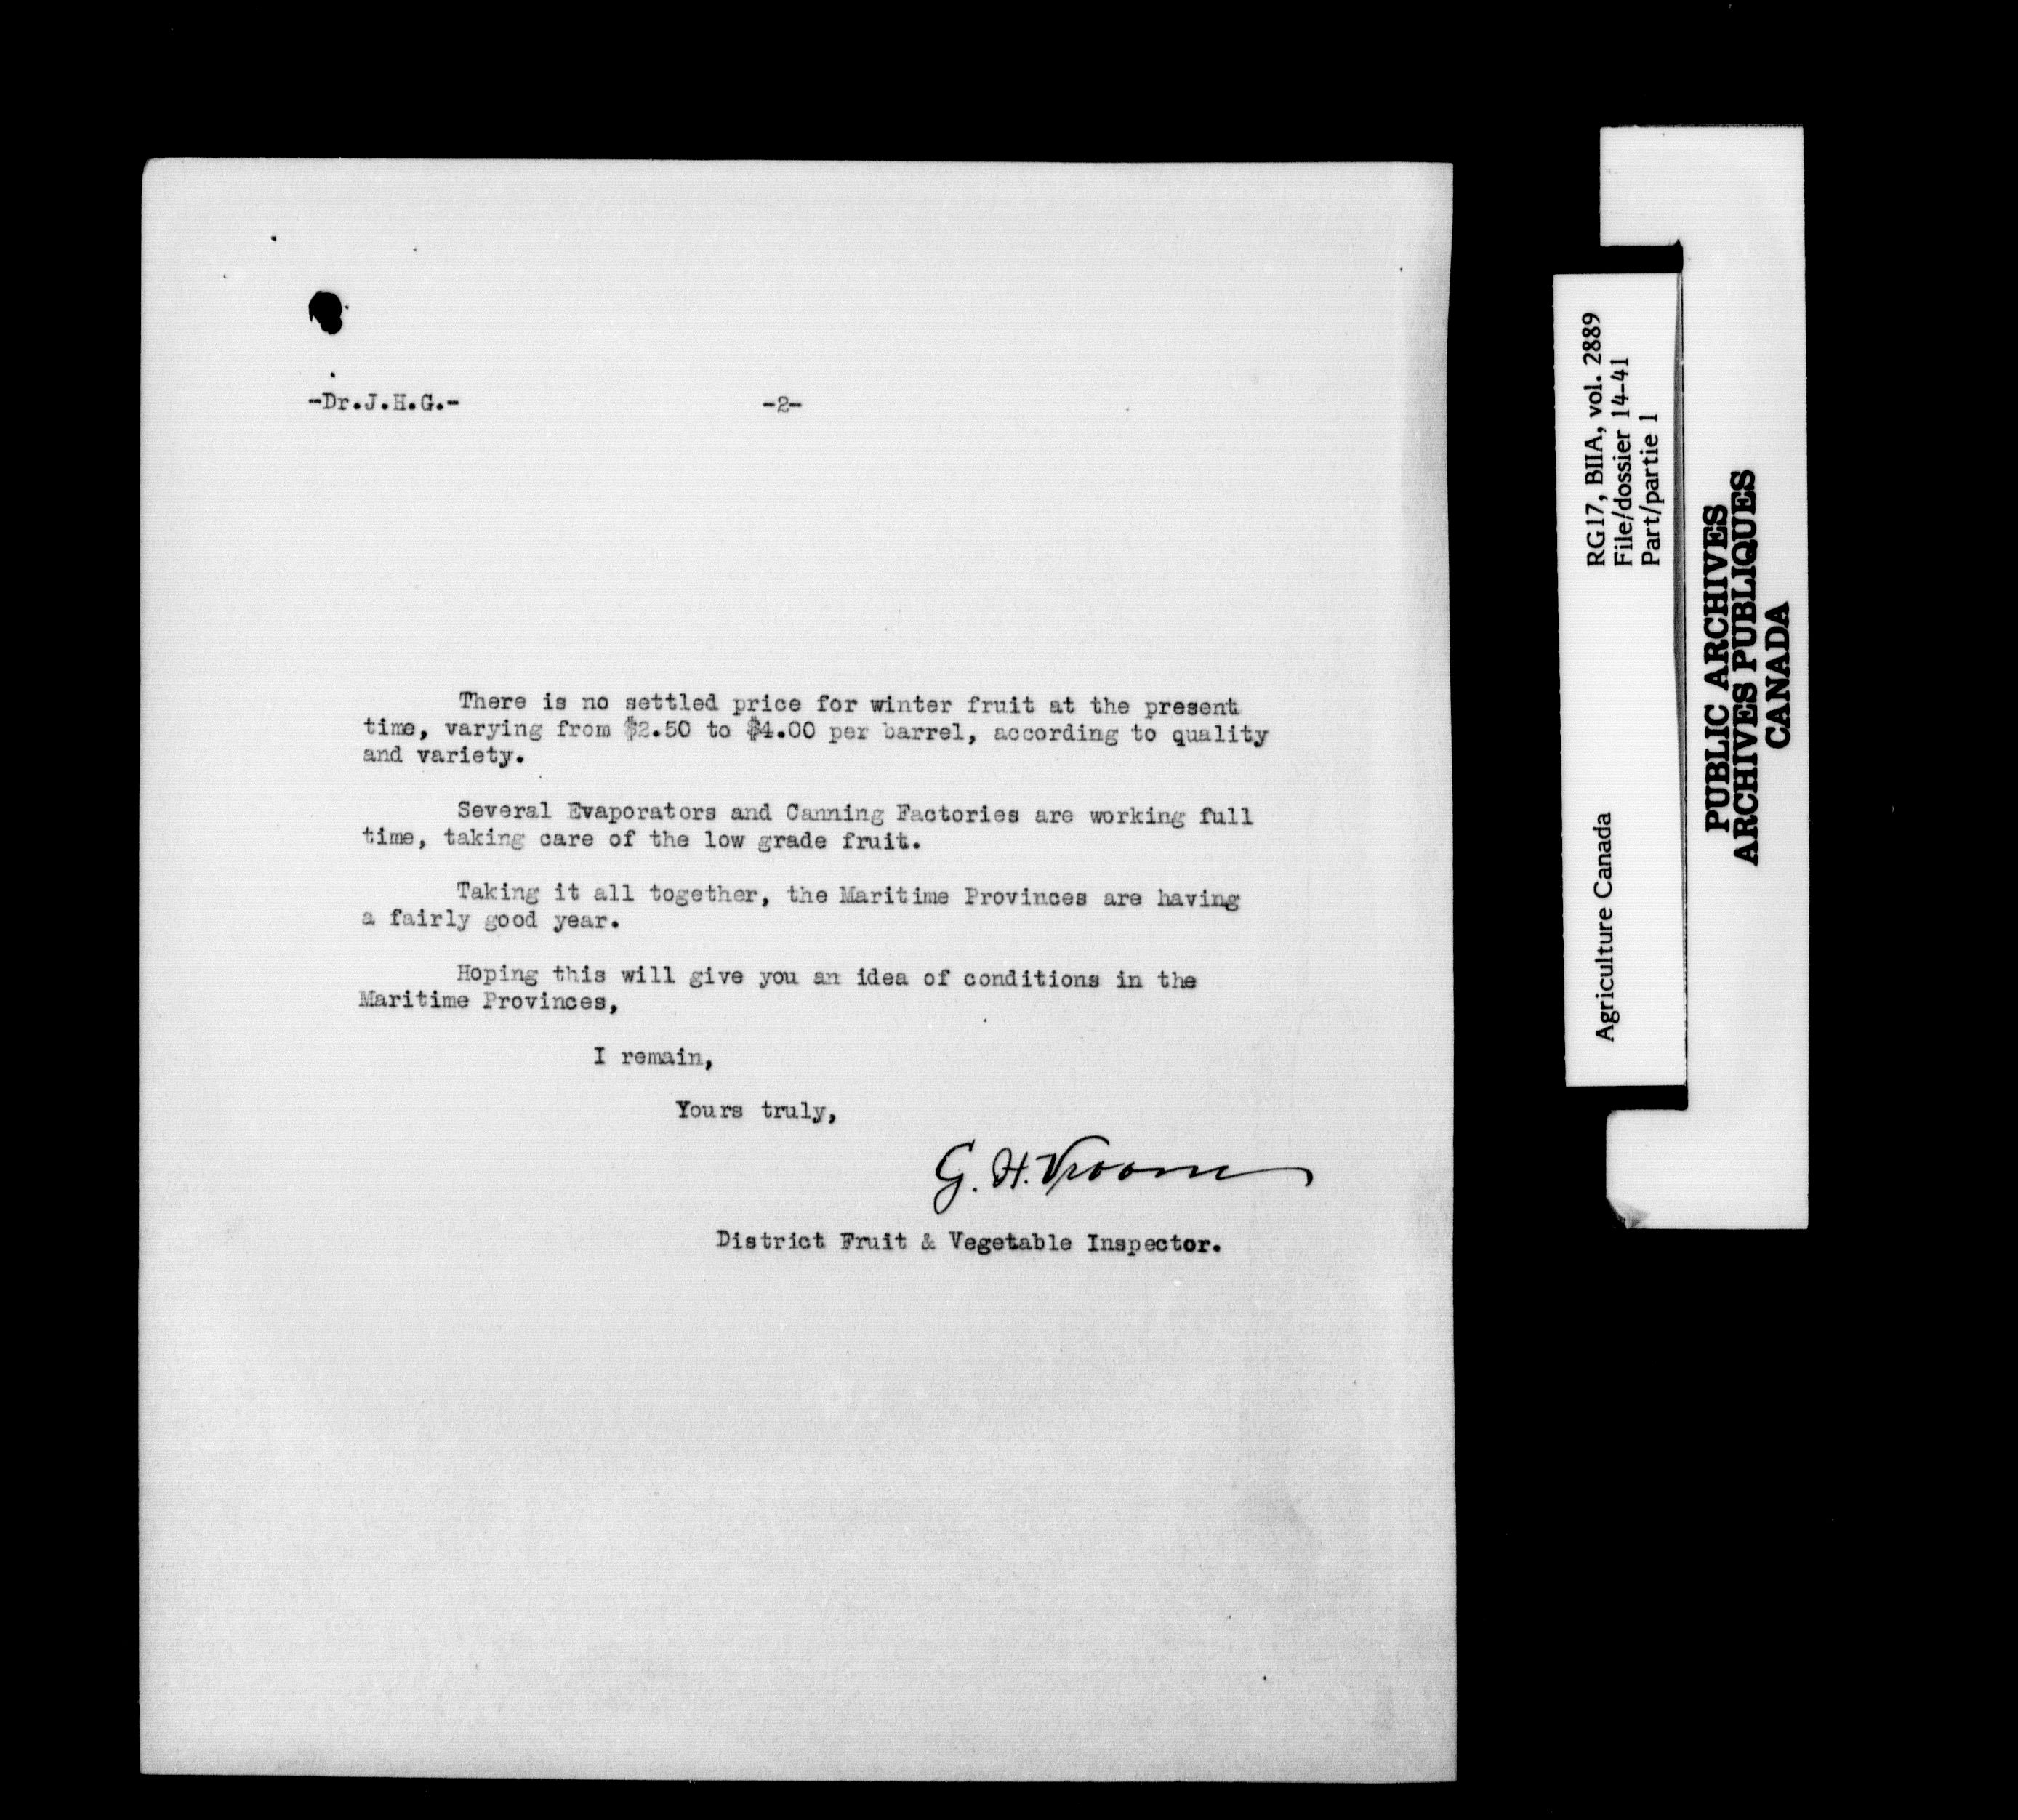 -Dr.J.H.G.-
-2-
There is no settled price for winter fruit at the present
time, varying from $2.50 to $4.00 per barrel, according to quality
and variety.
Several Evaporators and Canning Factories are working full
time, taking care of the low grade fruit.
Taking it all together, the Maritime Provinces are having
a fairly good year.
Hoping this will give you an idea of conditions in the
Maritime Provinces,
I remain,
Yours truly,
G. H. Vroom
District Fruit & Vegetable Inspector.
RG17, BIIA, vol. 2889
File/dossier 14-41
Part/partie 1
Agriculture Canada
PUBLIC ARCHIVES
ARCHIVES PUBLIQUES
CANADA